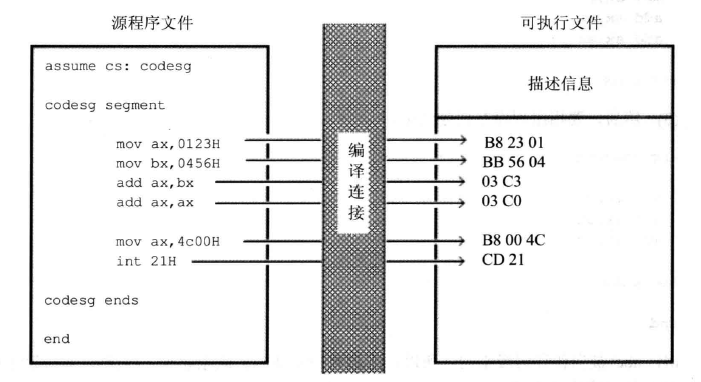 源程序文件
assume cs: codesg
codesg segment
mov ax,0123H
mov bx,0456H
add ax,bx
add ax,ax
mov ax,4c00H
int 21H
codesg ends
end
编译连接
可执行文件
描述信息
B8 23 01
BB 56 04
03 C3
03 C0
B8 00 4C
CD 21